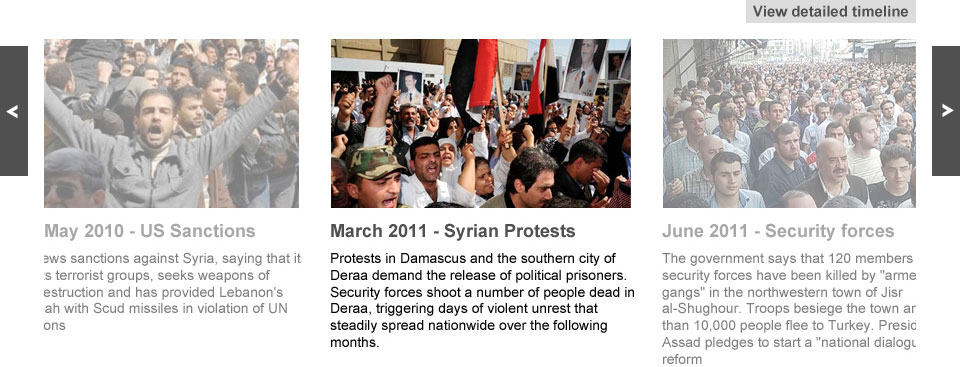 View detailed timeline
< >
May 2010 - US Sanctions
ews sanctions against Syria, saying that it
s terrorist groups, seeks weapons of
estruction and has provided Lebanon's
ah with Scud missiles in violation of UN
ons
March 2011 - Syrian Protests
Protests in Damascus and the southern city of
Deraa demand the release of political prisoners.
Security forces shoot a number of people dead in
Deraa, triggering days of violent unrest that
steadily spread nationwide over the following
months.
June 2011 - Security forces
The government says that 120 members
security forces have been killed by "arme
gangs" in the northwestern town of Jisr
al-Shughour. Troops besiege the town an
than 10,000 people flee to Turkey. Presid
Assad pledges to start a "national dialogu
reform